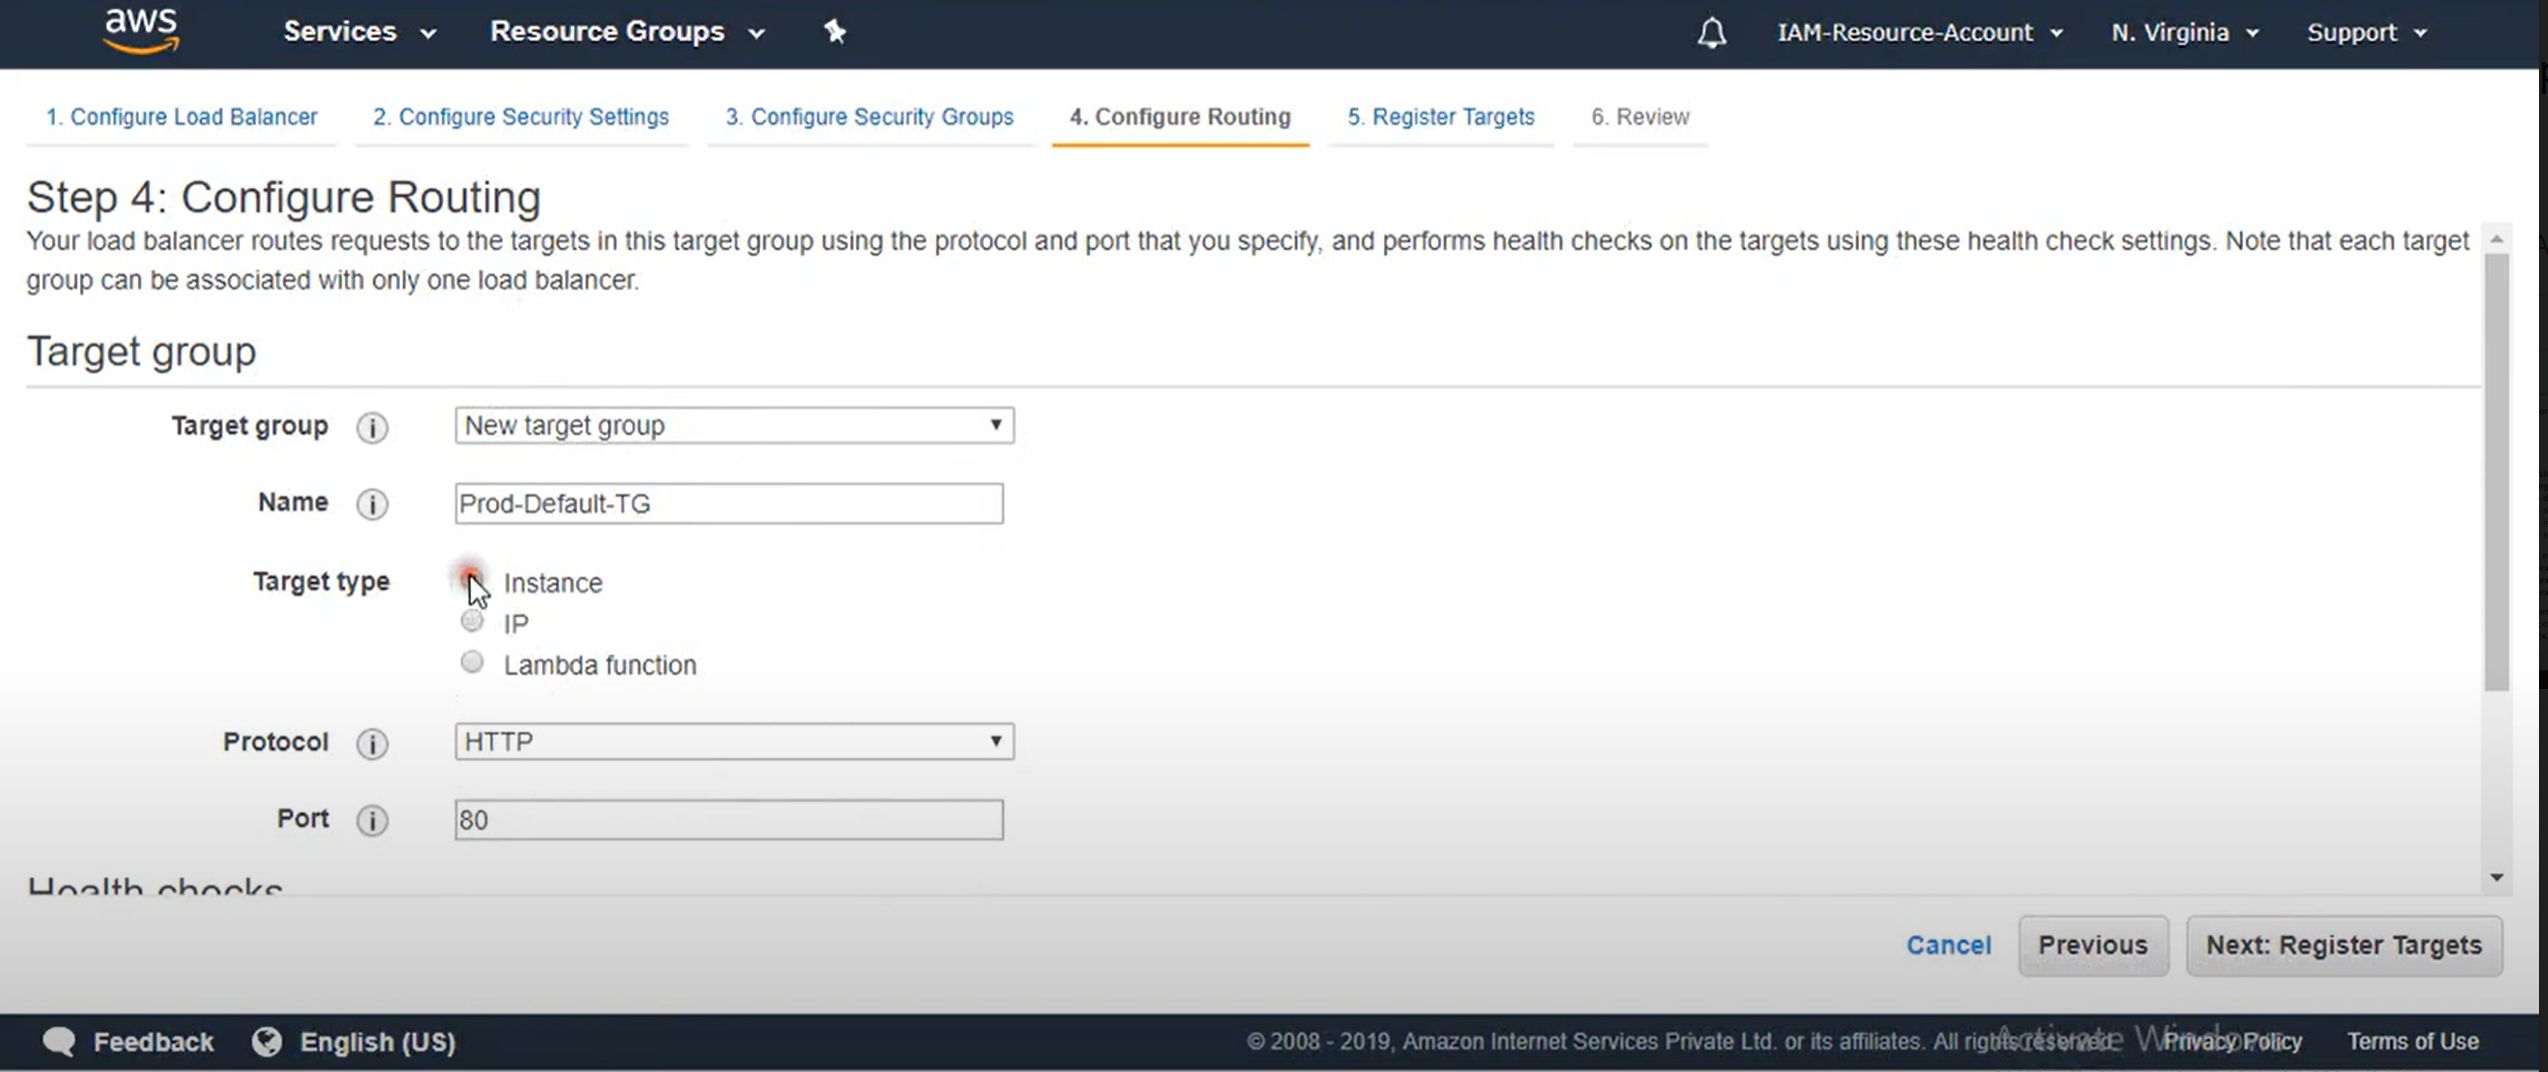 aws Services Resource Groups IAM-Resource-Account N. Virginia Support
1. Configure Load Balancer 2. Configure Security Settings 3. Configure Security Groups 4. Configure Routing 5. Register Targets 6. Review
Step 4: Configure Routing
Your load balancer routes requests to the targets in this target group using the protocol and port that you specify, and performs health checks on the targets using these health check settings. Note that each target
group can be associated with only one load balancer.
Target group
Target group i New target group
Name i Prod-Default-TG
Target type Instance
IP
Lambda function
Protocol i HTTP
Port i 80
Health checks
Cancel Previous Next: Register Targets
Feedback English (US) © 2008 - 2019, Amazon Internet Services Private Ltd. or its affiliates. All rights reserved. Privacy Policy Terms of Use
Activate Windows